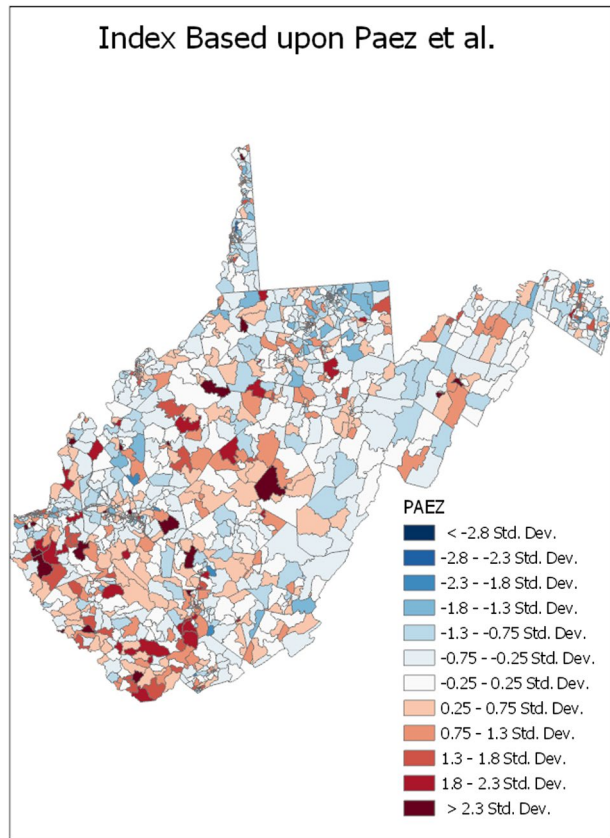 Index Based upon Paez et al.
PAEZ
< -2.8 Std. Dev.
-2.8 - -2.3 Std. Dev.
-2.3 - -1.8 Std. Dev.
-1.8 - -1.3 Std. Dev.
-1.3 - -0.75 Std. Dev.
-0.75 - -0.25 Std. Dev.
-0.25 - 0.25 Std. Dev.
0.25 - 0.75 Std. Dev.
0.75 - 1.3 Std. Dev.
1.3 - 1.8 Std. Dev.
1.8 - 2.3 Std. Dev.
> 2.3 Std. Dev.